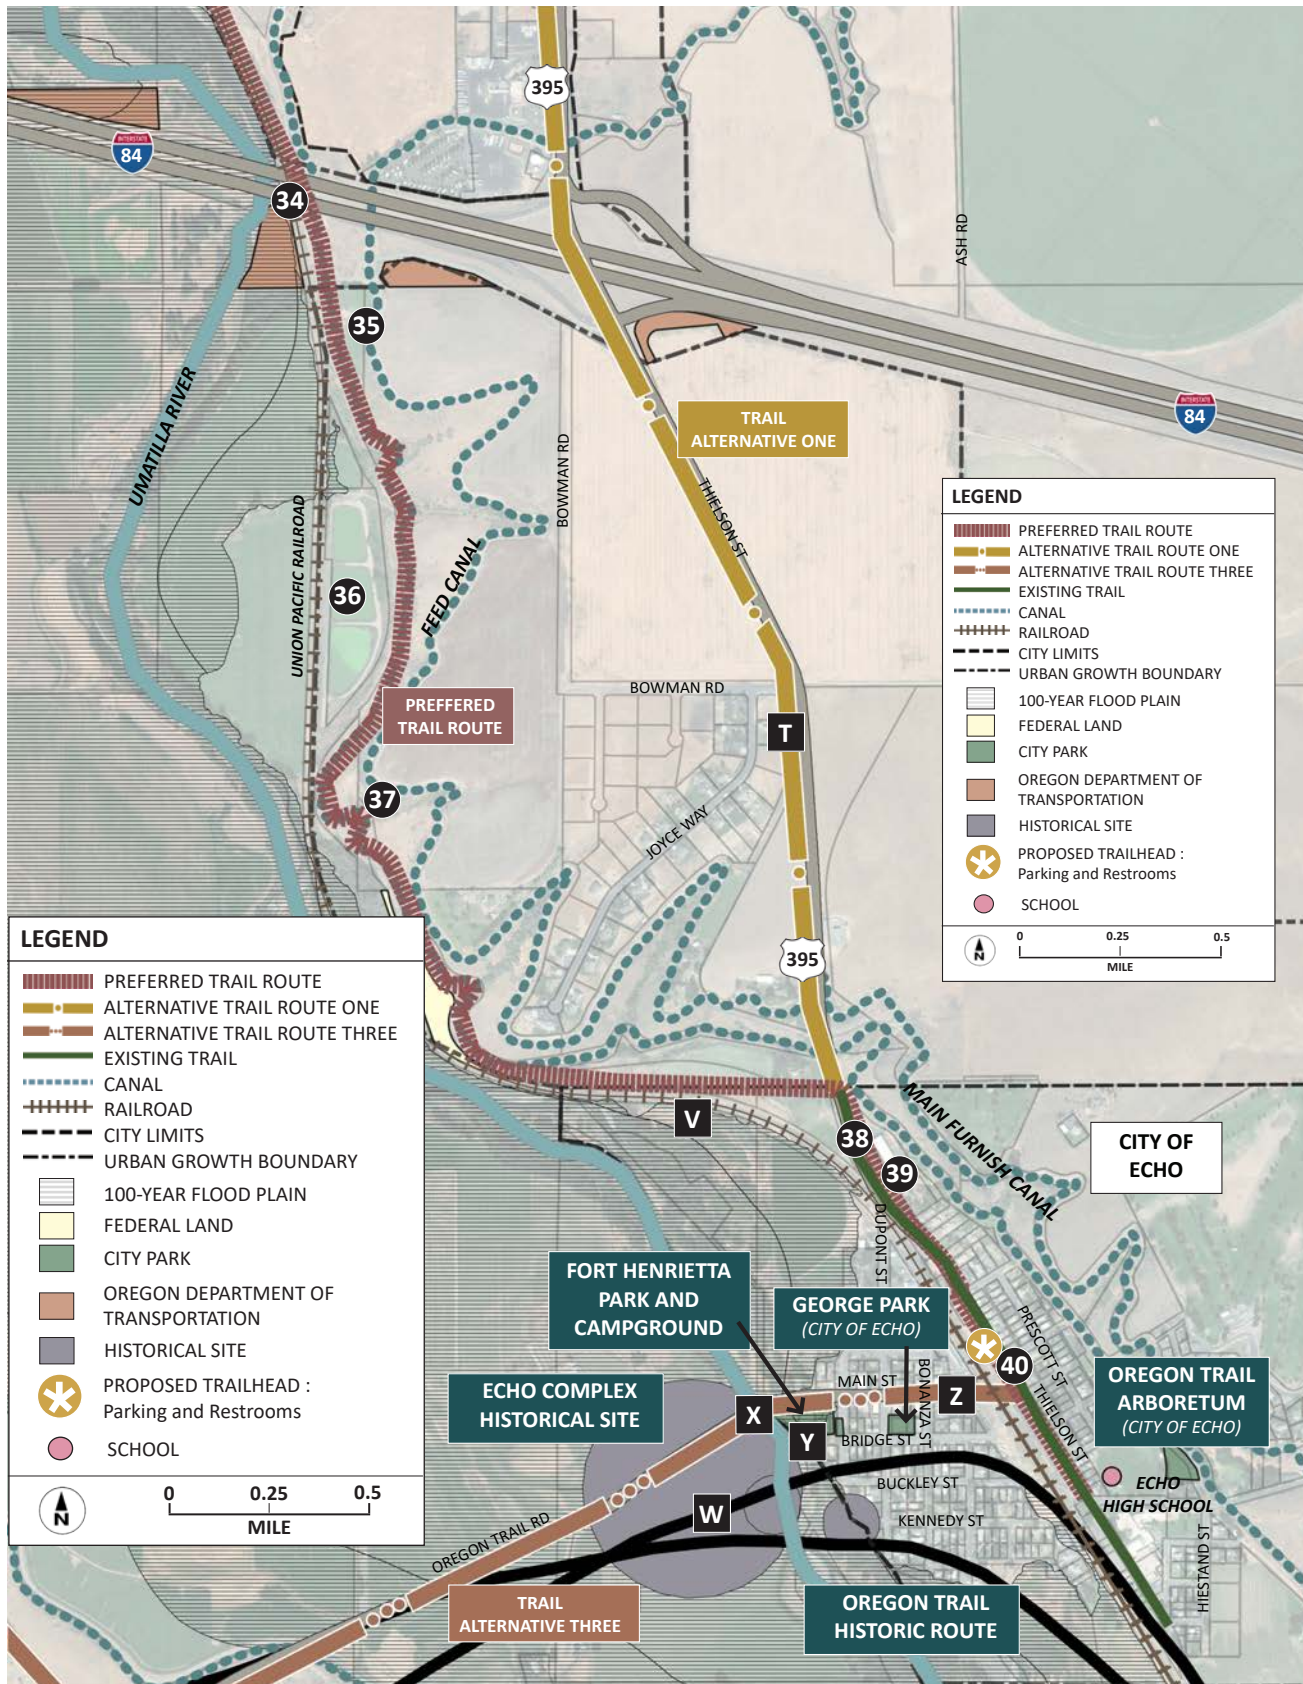 395
INTERSTATE
84
34
ASH RD
35
UMATILLA RIVER
TRAIL
ALTERNATIVE ONE
INTERSTATE
84
BOWMAN RD
THIELSON ST
UNION PACIFIC RAILROAD
FEED CANAL
36
LEGEND
PREFERRED TRAIL ROUTE
ALTERNATIVE TRAIL ROUTE ONE
ALTERNATIVE TRAIL ROUTE THREE
EXISTING TRAIL
CANAL
RAILROAD
CITY LIMITS
URBAN GROWTH BOUNDARY
100-YEAR FLOOD PLAIN
FEDERAL LAND
CITY PARK
OREGON DEPARTMENT OF
TRANSPORTATION
HISTORICAL SITE
PROPOSED TRAILHEAD :
Parking and Restrooms
SCHOOL
N
0 0.25 0.5
MILE
BOWMAN RD
PREFFERED
TRAIL ROUTE
T
37
JOYCE WAY
395
LEGEND
PREFERRED TRAIL ROUTE
ALTERNATIVE TRAIL ROUTE ONE
ALTERNATIVE TRAIL ROUTE THREE
EXISTING TRAIL
CANAL
RAILROAD
CITY LIMITS
URBAN GROWTH BOUNDARY
100-YEAR FLOOD PLAIN
FEDERAL LAND
CITY PARK
OREGON DEPARTMENT OF
TRANSPORTATION
HISTORICAL SITE
PROPOSED TRAILHEAD :
Parking and Restrooms
SCHOOL
N
0 0.25 0.5
MILE
V
38
39
MAIN FURNISH CANAL
CITY OF
ECHO
DUPONT ST
FORT HENRIETTA
PARK AND
CAMPGROUND
GEORGE PARK
(CITY OF ECHO)
40
PRESCOTT ST
THIELSON ST
OREGON TRAIL
ARBORETUM
(CITY OF ECHO)
ECHO COMPLEX
HISTORICAL SITE
MAIN ST
BONANZA ST
X
Z
Y
BRIDGE ST
BUCKLEY ST
ECHO
HIGH SCHOOL
W
KENNEDY ST
OREGON TRAIL RD
HIESTAND ST
TRAIL
ALTERNATIVE THREE
OREGON TRAIL
HISTORIC ROUTE